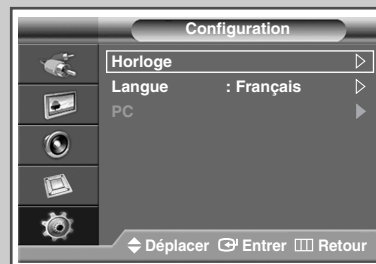 Configuration
Horloge
Langue : Français
PC
Déplacer Entrer Retour